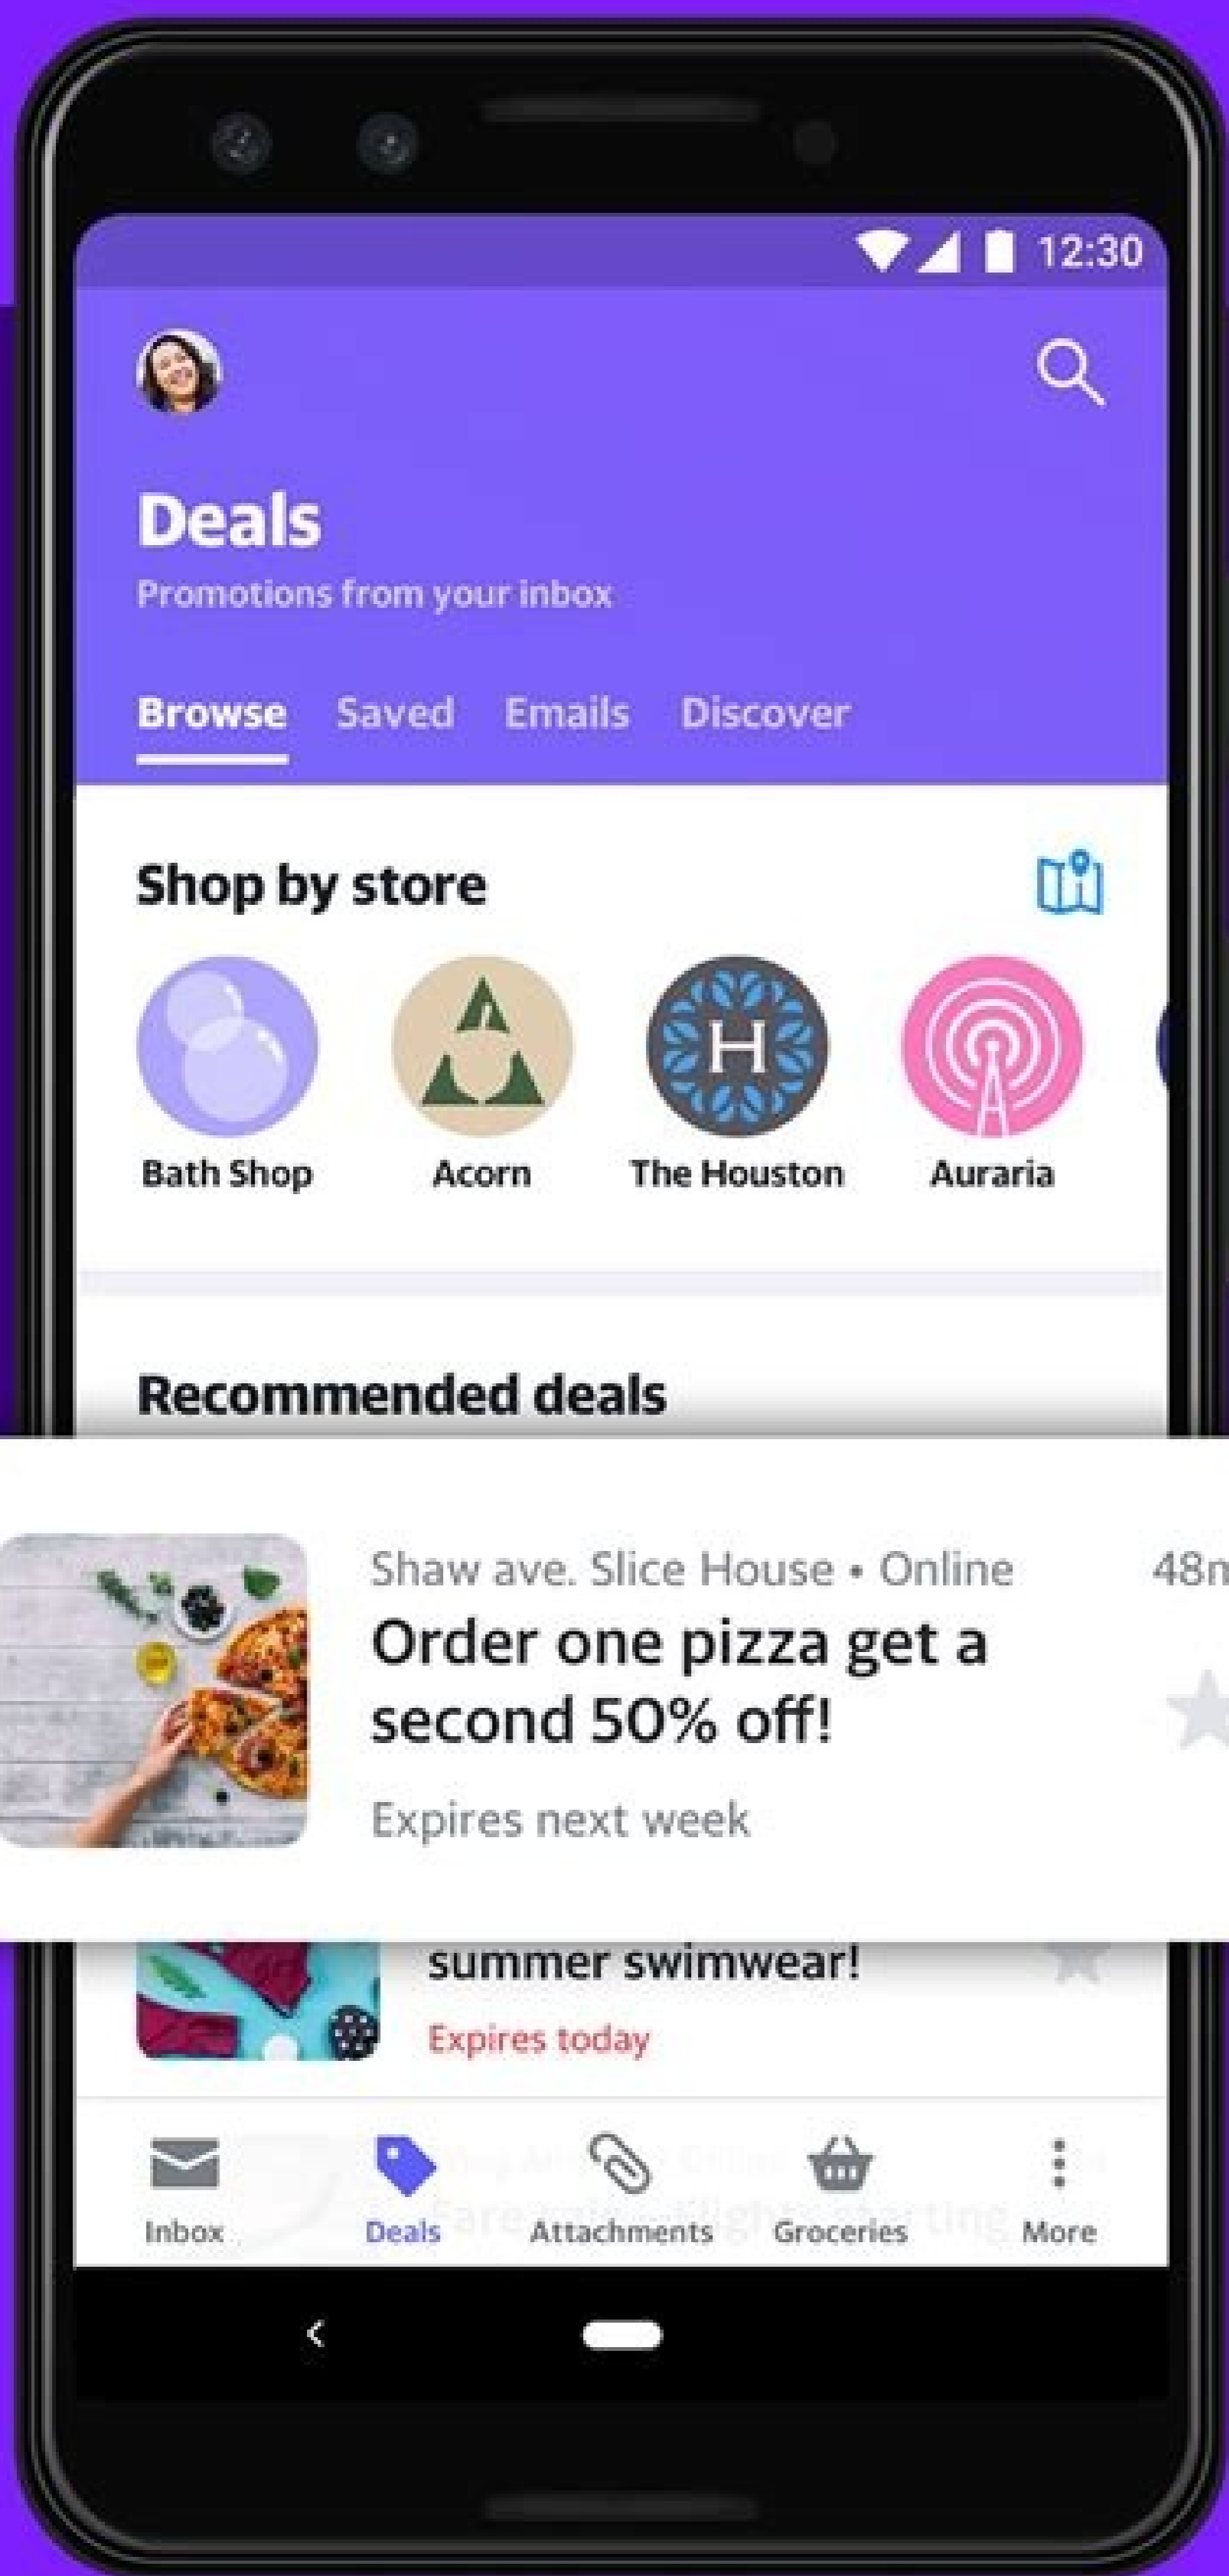 12:30
Deals
Promotions from your inbox
Browse Saved Emails Discover
Shop by store
H
Bath Shop Acorn The Houston Auraria
Recommended deals
Shaw ave. Slice House • Online 48m
Order one pizza get a
second 50% off!
Expires next week
summer swimwear!
Expires today
Inbox Deals Attachments Groceries More